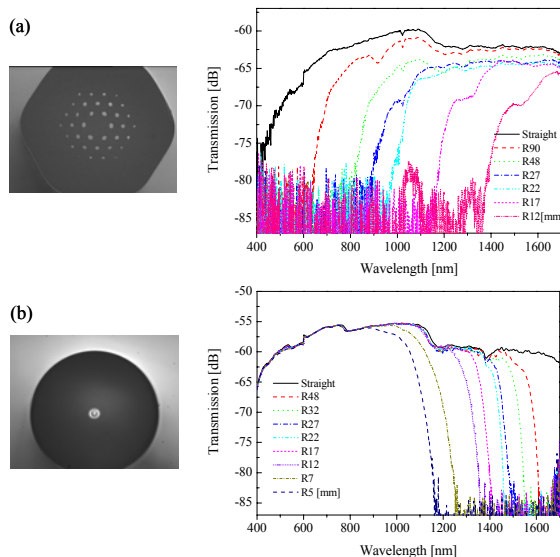 (a)
Transmission [dB]
-60
-65
-70
-75
-80
-85
400 600 800 1000 1200 1400 1600
Wavelength [nm]
Straight
R90
R48
R27
R22
R17
R12[mm]
(b)
Transmission [dB]
-50
-55
-60
-65
-70
-75
-80
-85
400 600 800 1000 1200 1400 1600
Wavelength [nm]
Straight
R48
R32
R27
R22
R17
R12
R7
R5 [mm]